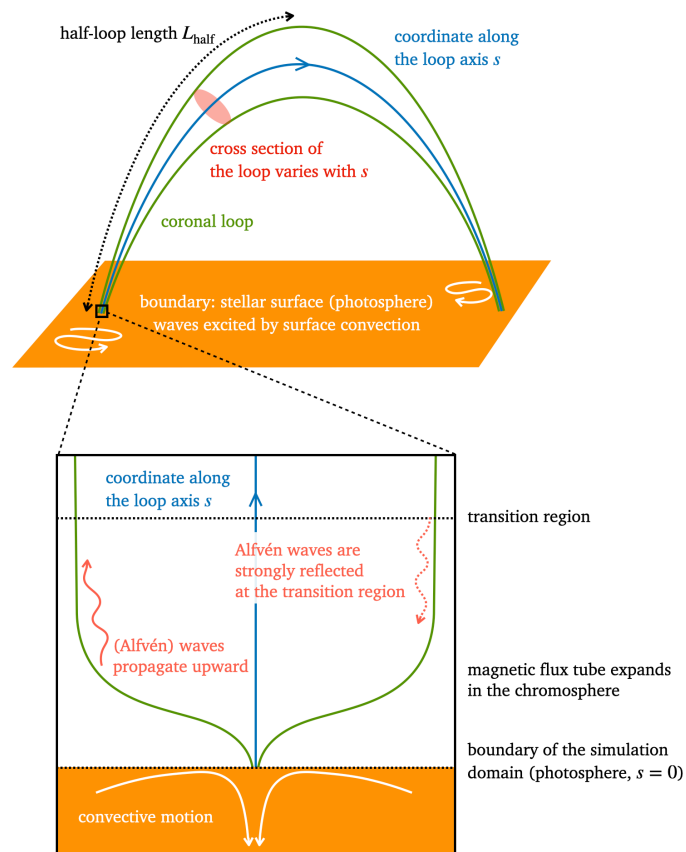 half-loop length L_half
coordinate along
the loop axis s
cross section of
the loop varies with s
coronal loop
boundary: stellar surface (photosphere)
waves excited by surface convection
coordinate along
the loop axis s
transition region
Alfvén waves are
strongly reflected
at the transition region
(Alfvén) waves
propagate upward
magnetic flux tube expands
in the chromosphere
boundary of the simulation
domain (photosphere, s = 0)
convective motion